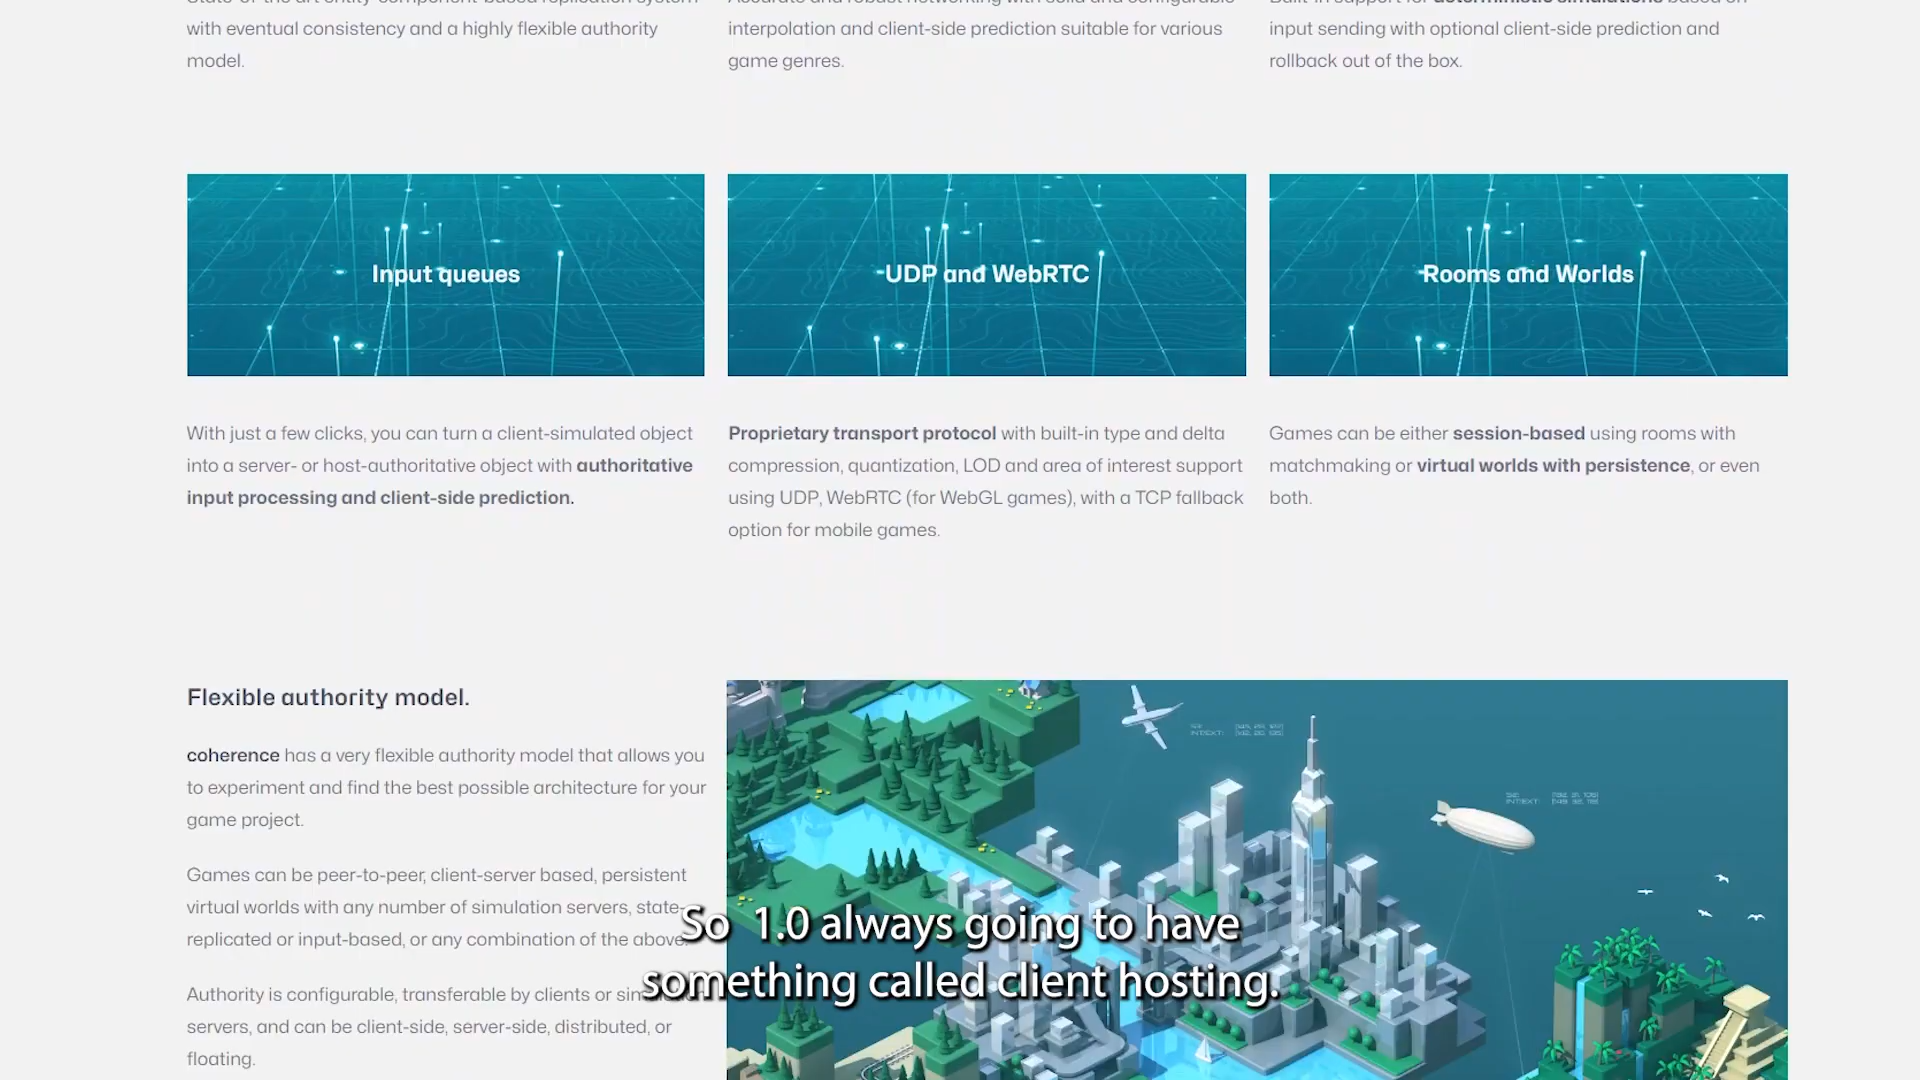 with eventual consistency and a highly flexible authority
model.
interpolation and client-side prediction suitable for various
game genres.
input sending with optional client-side prediction and
rollback out of the box.
Input queues
UDP and WebRTC
Rooms and Worlds
With just a few clicks, you can turn a client-simulated object
into a server- or host-authoritative object with authoritative
input processing and client-side prediction.
Proprietary transport protocol with built-in type and delta
compression, quantization, LOD and area of interest support
using UDP, WebRTC (for WebGL games), with a TCP fallback
option for mobile games.
Games can be either session-based using rooms with
matchmaking or virtual worlds with persistence, or even
both.
Flexible authority model.
coherence has a very flexible authority model that allows you
to experiment and find the best possible architecture for your
game project.
Games can be peer-to-peer, client-server based, persistent
virtual worlds with any number of simulation servers, state-
replicated or input-based, or any combination of the above.
Authority is configurable, transferable by clients or
servers, and can be client-side, server-side, distributed, or
floating.
So 1.0 always going to have
something called client hosting.